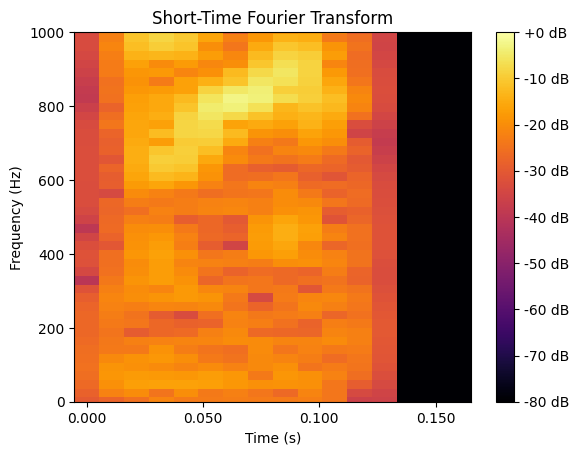 Short-Time Fourier Transform
Frequency (Hz)
1000
800
600
400
200
0
0.000
0.050
0.100
0.150
Time (s)
+0 dB
-10 dB
-20 dB
-30 dB
-40 dB
-50 dB
-60 dB
-70 dB
-80 dB